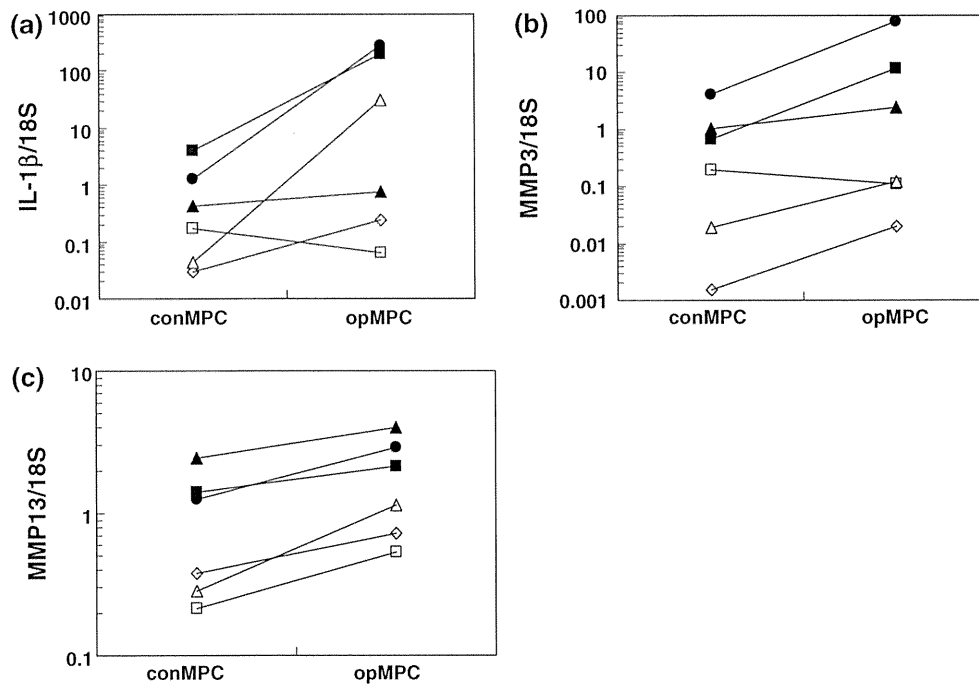 (a)
IL-1β/18S
1000
100
10
1
0.1
0.01
conMPC
opMPC
(b)
MMP3/18S
100
10
1
0.1
0.01
0.001
conMPC
opMPC
(c)
MMP13/18S
10
1
0.1
conMPC
opMPC